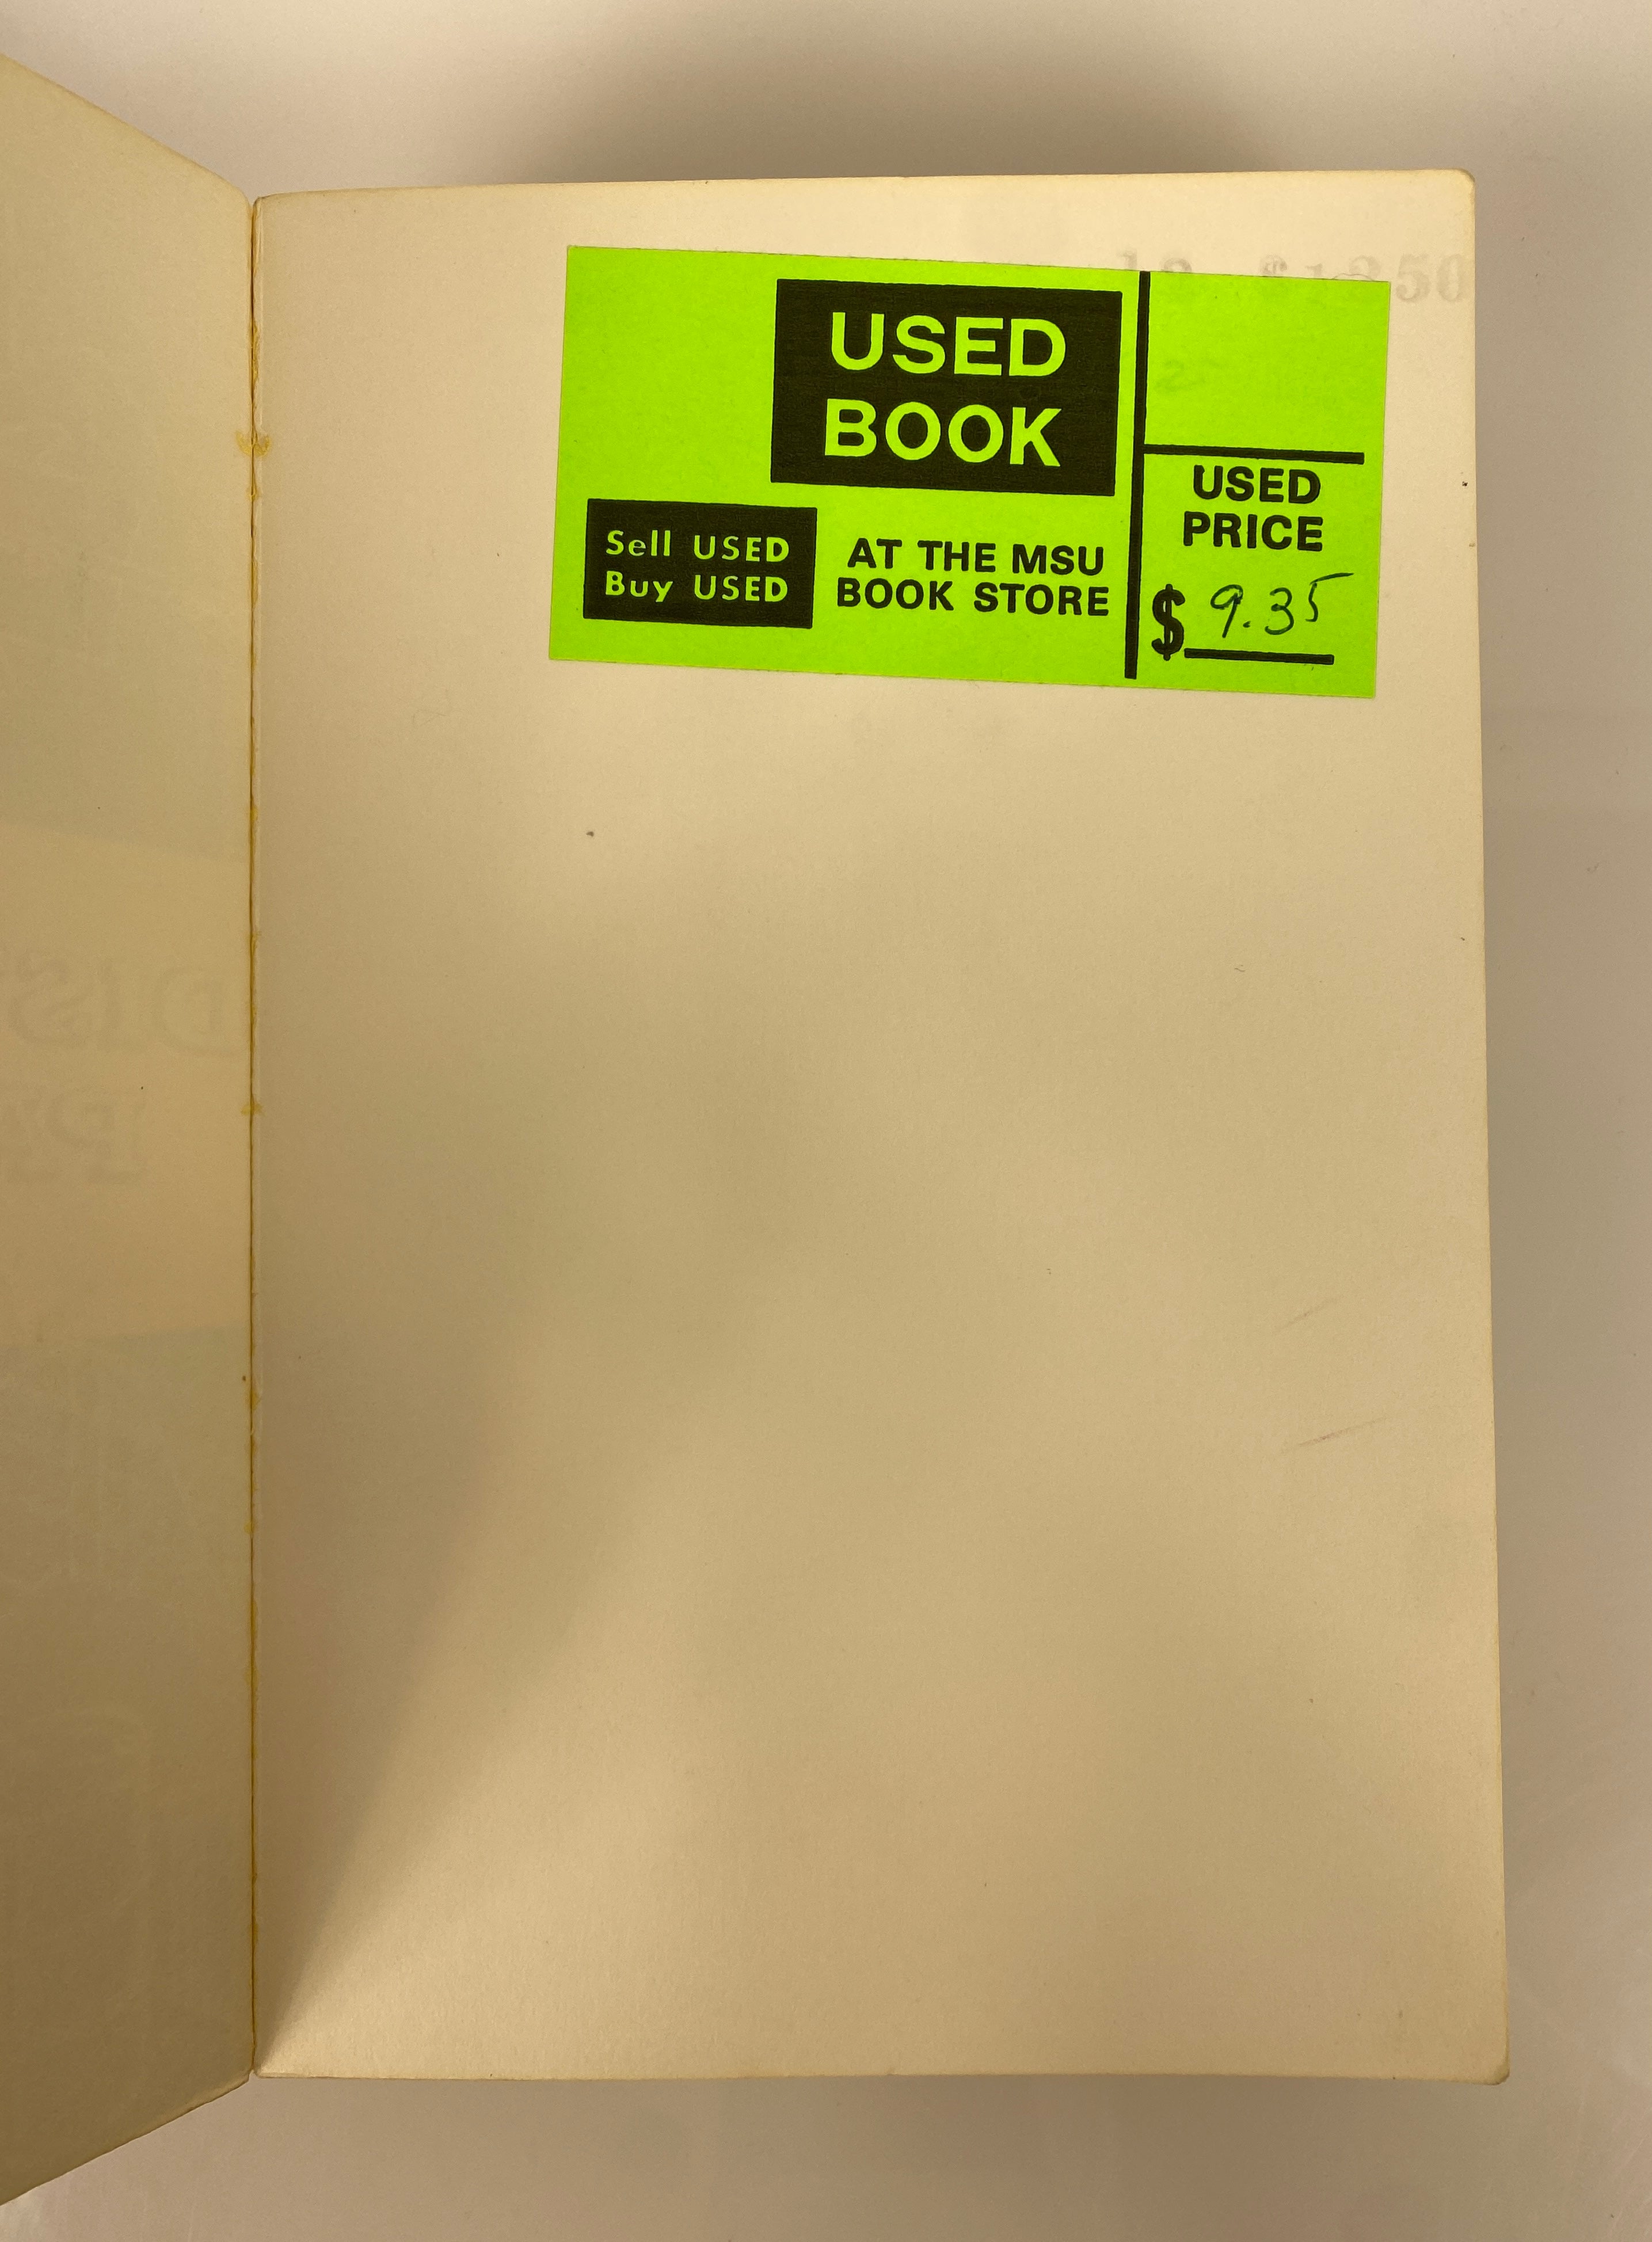 USED
BOOK
Sell USED
Buy USED
AT THE MSU
BOOK STORE
USED
PRICE
$ 9.35